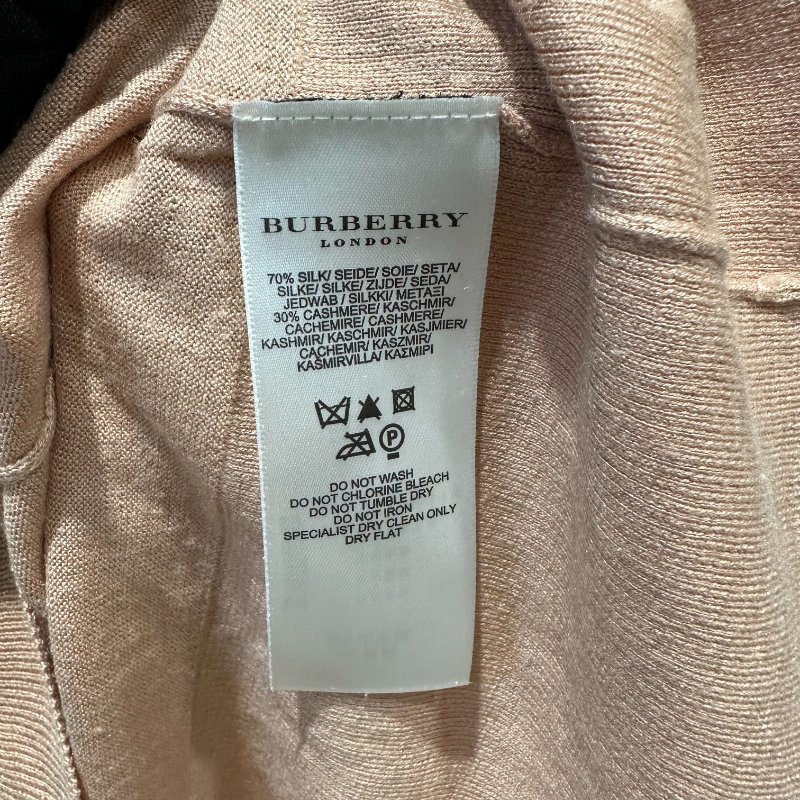 BURBERRY
LONDON
70% SILK/ SEIDE/ SOIE/ SETA/
SILKE/ SILKE/ ZIJDE/ SEDA/
JEDWAB / SILKKI/ ΜΕΤΑΞΙ
30% CASHMERE/ KASCHMIR/
CACHEMIRE/ CASHMERE/
KASHMIR/ KASCHMIR/ KASJMIER/
CACHEMIR/ KASZMIR/
KAŠMIRVILLA/ ΚΑΣΜΙΡΙ
P
DO NOT WASH
DO NOT CHLORINE BLEACH
DO NOT TUMBLE DRY
DO NOT IRON
SPECIALIST DRY CLEAN ONLY
DRY FLAT